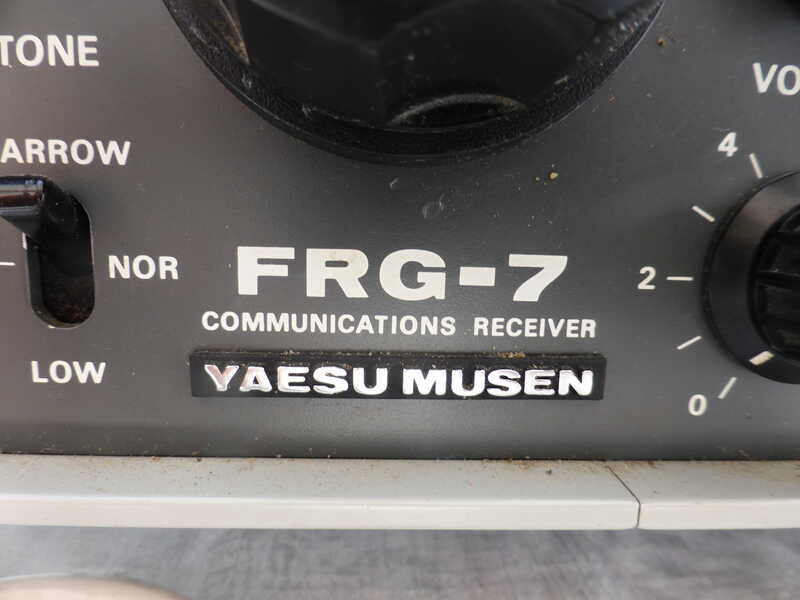 TONE
VO
ARROW
4
NOR
FRG-7
2
COMMUNICATIONS RECEIVER
LOW
YAESU MUSEN
0